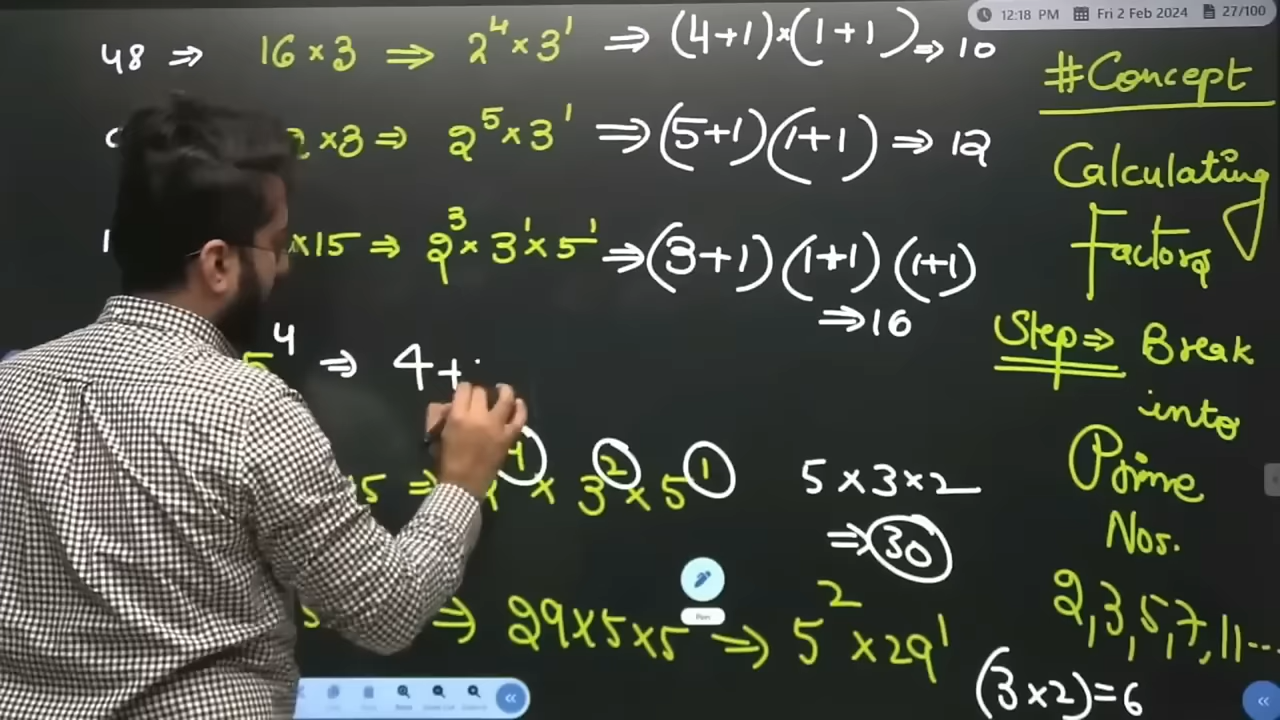 12:18 PM Fri 2 Feb 2024 27/100
48 ⇒ 16 × 3 ⇒ 2⁴ × 3¹ ⇒ (4+1)×(1+1) ⇒ 10
× 3 ⇒ 2⁵ × 3¹ ⇒ (5+1)(1+1) ⇒ 12
× 15 ⇒ 2³ × 3¹ × 5¹ ⇒ (3+1)(1+1)(1+1)
⇒ 16
5⁴ ⇒ 4+
⇒ × 3² × 5¹ 5 × 3 × 2
⇒ 30
⇒ 29×5×5 ⇒ 5² × 29¹
(3×2)=6
#Concept
Calculating
Factors
Step ⇒ Break
into
Prime
Nos.
2,3,5,7,11...
Pen